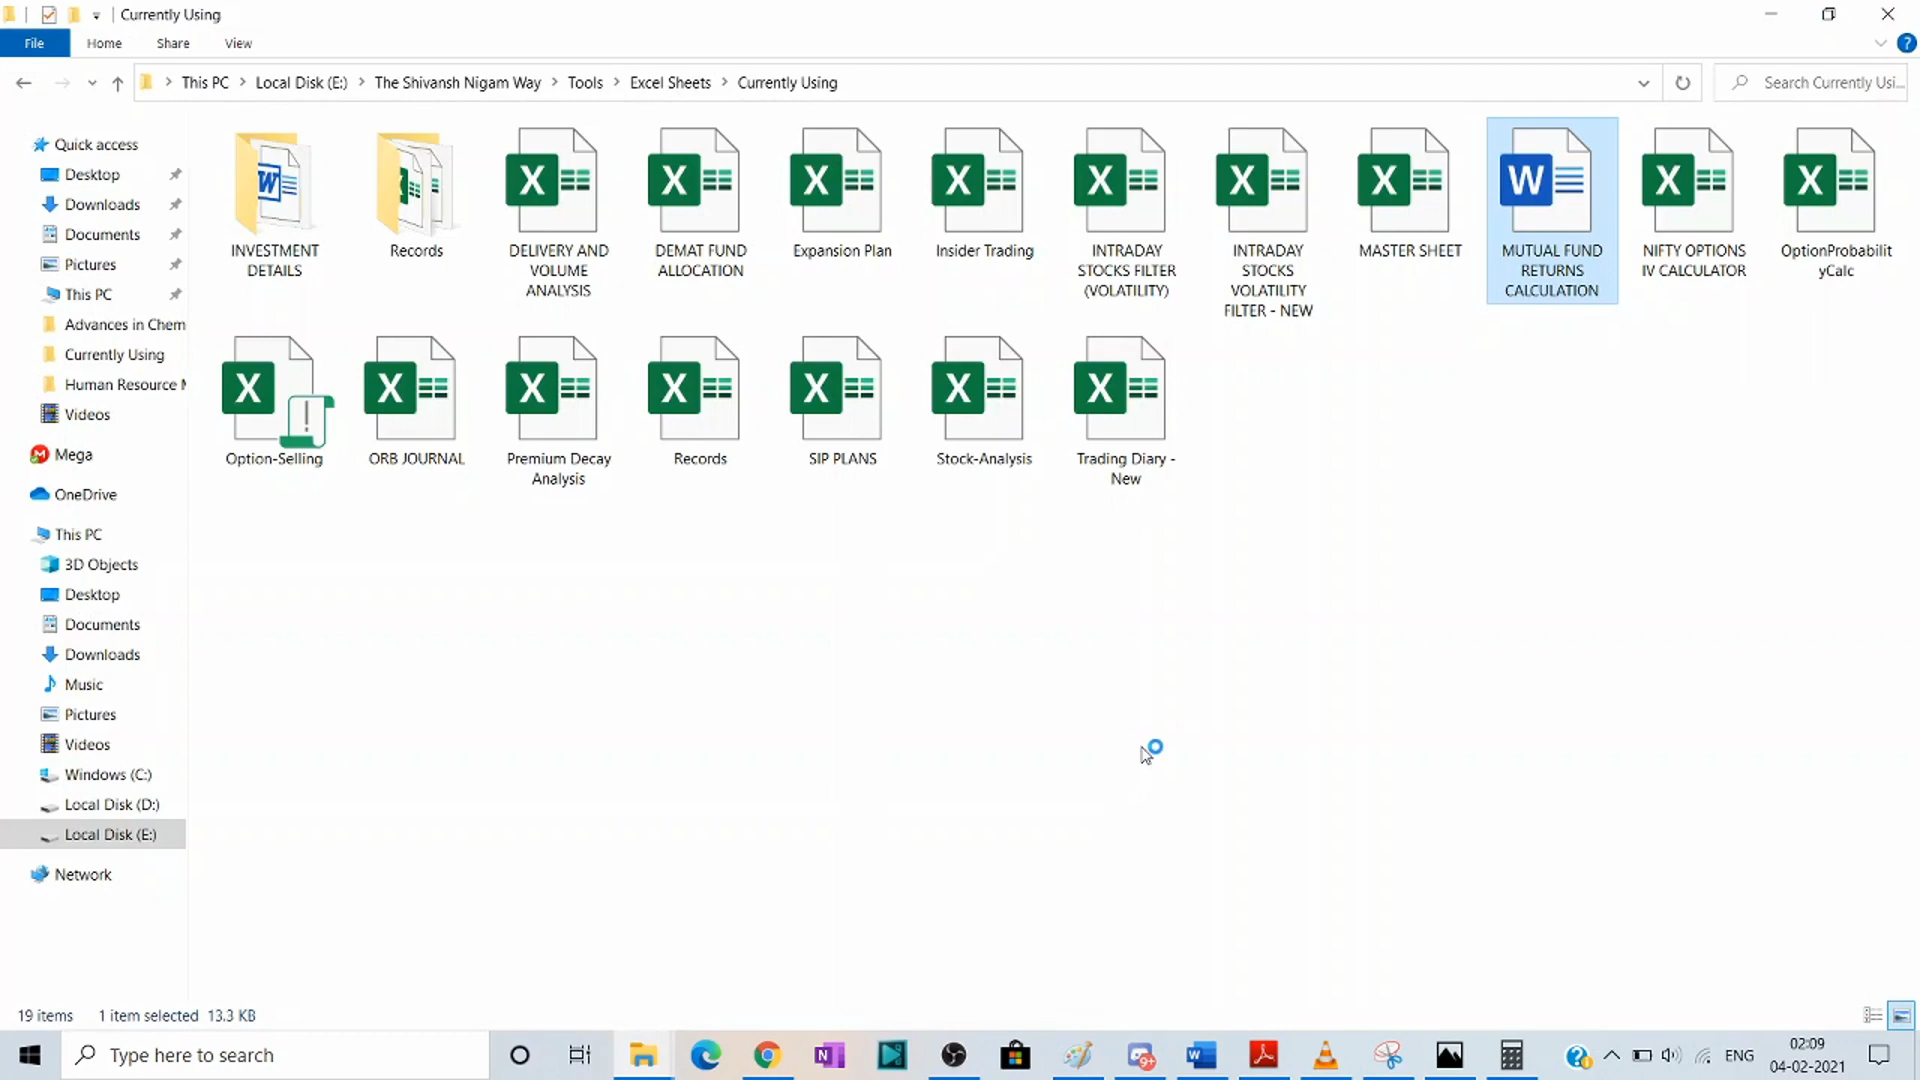 Currently Using
File Home Share View
This PC Local Disk (E:) The Shivansh Nigam Way Tools Excel Sheets Currently Using
Search Currently Usi...
Quick access
Desktop
Downloads
Documents
Pictures
This PC
Advances in Chem
Currently Using
Human Resource M
Videos
Mega
OneDrive
This PC
3D Objects
Desktop
Documents
Downloads
Music
Pictures
Videos
Windows (C:)
Local Disk (D:)
Local Disk (E:)
Network
INVESTMENT
DETAILS
Records
DELIVERY AND
VOLUME
ANALYSIS
DEMAT FUND
ALLOCATION
Expansion Plan
Insider Trading
INTRADAY
STOCKS FILTER
(VOLATILITY)
INTRADAY
STOCKS
VOLATILITY
FILTER - NEW
MASTER SHEET
MUTUAL FUND
RETURNS
CALCULATION
NIFTY OPTIONS
IV CALCULATOR
OptionProbabilit
yCalc
Option-Selling
ORB JOURNAL
Premium Decay
Analysis
Records
SIP PLANS
Stock-Analysis
Trading Diary -
New
19 items 1 item selected 13.3 KB
Type here to search
9+
ENG
02:09
04-02-2021